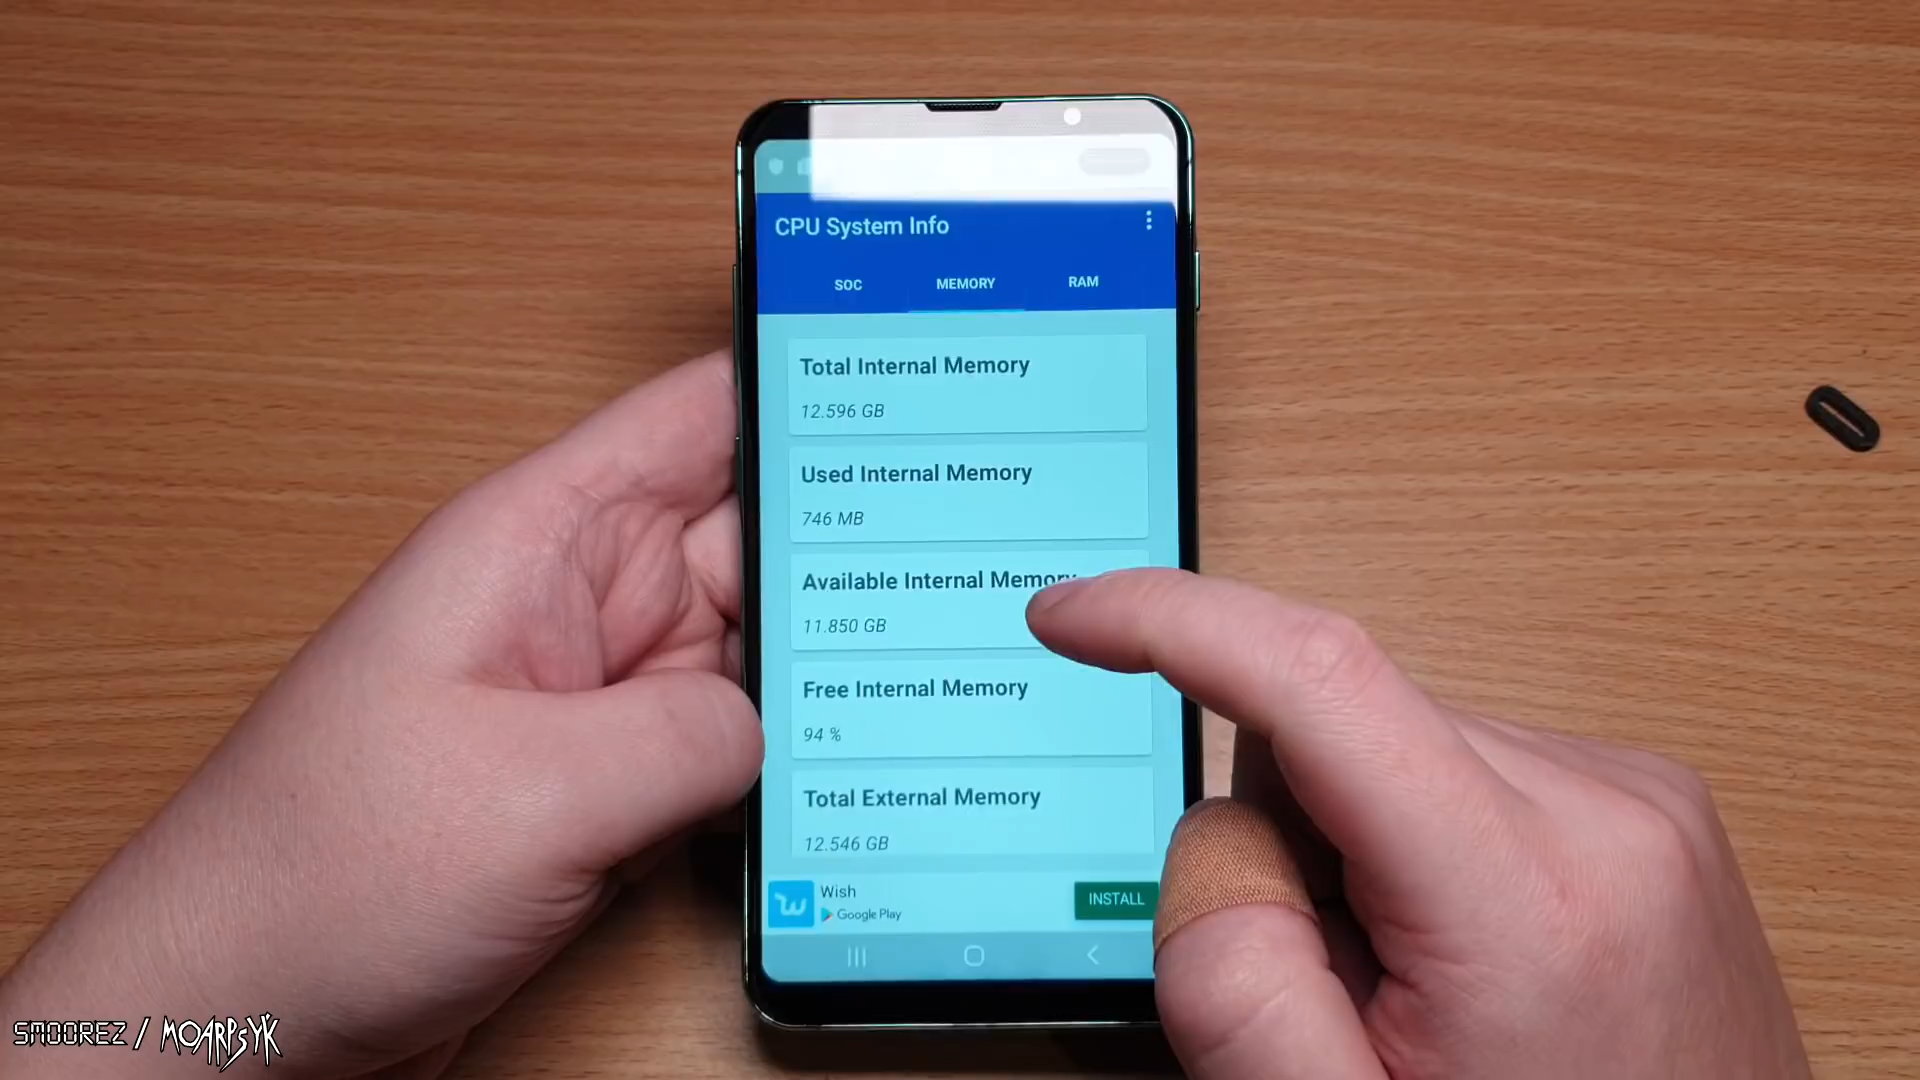 CPU System Info
SOC MEMORY RAM
Total Internal Memory
12.596 GB
Used Internal Memory
746 MB
Available Internal Memory
11.850 GB
Free Internal Memory
94 %
Total External Memory
12.546 GB
Wish
Google Play
INSTALL
SMOOREZ / MOARPSYK